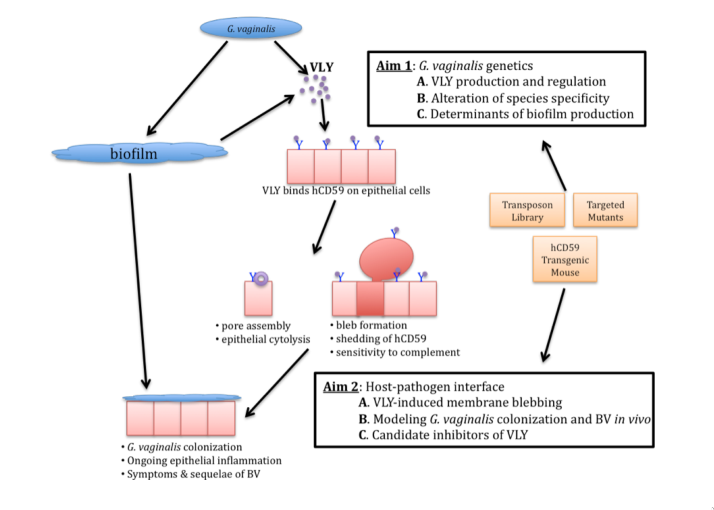 G. vaginalis
VLY
Aim 1: G. vaginalis genetics
A. VLY production and regulation
B. Alteration of species specificity
C. Determinants of biofilm production
biofilm
Y Y Y Y
VLY binds hCD59 on epithelial cells
Transposon
Library
Targeted
Mutants
hCD59
Transgenic
Mouse
Y
Y
Y Y Y
• pore assembly
• epithelial cytolysis
• bleb formation
• shedding of hCD59
• sensitivity to complement
Aim 2: Host-pathogen interface
A. VLY-induced membrane blebbing
B. Modeling G. vaginalis colonization and BV in vivo
C. Candidate inhibitors of VLY
• G. vaginalis colonization
• Ongoing epithelial inflammation
• Symptoms & sequelae of BV